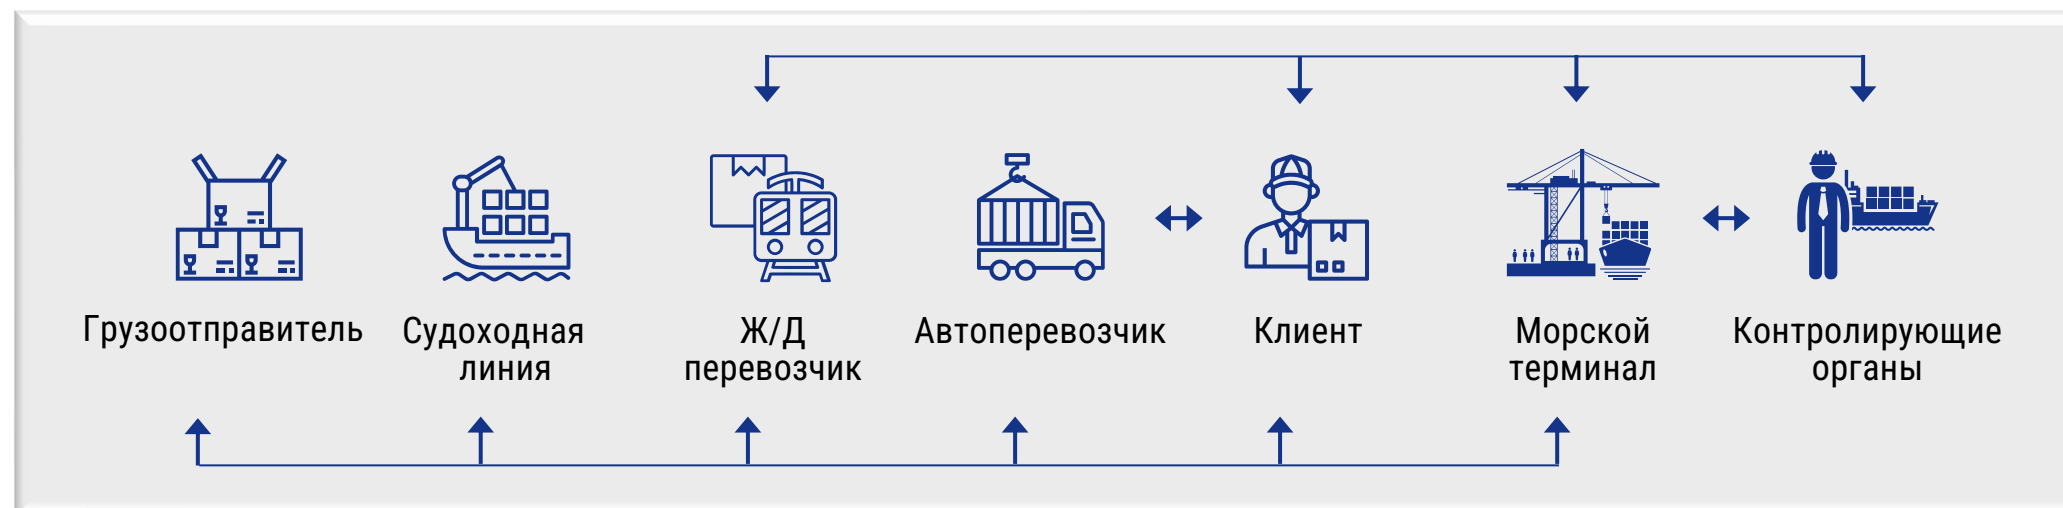 Грузоотправитель
Судоходная
линия
Ж/Д
перевозчик
Автоперевозчик
Клиент
Морской
терминал
Контролирующие
органы